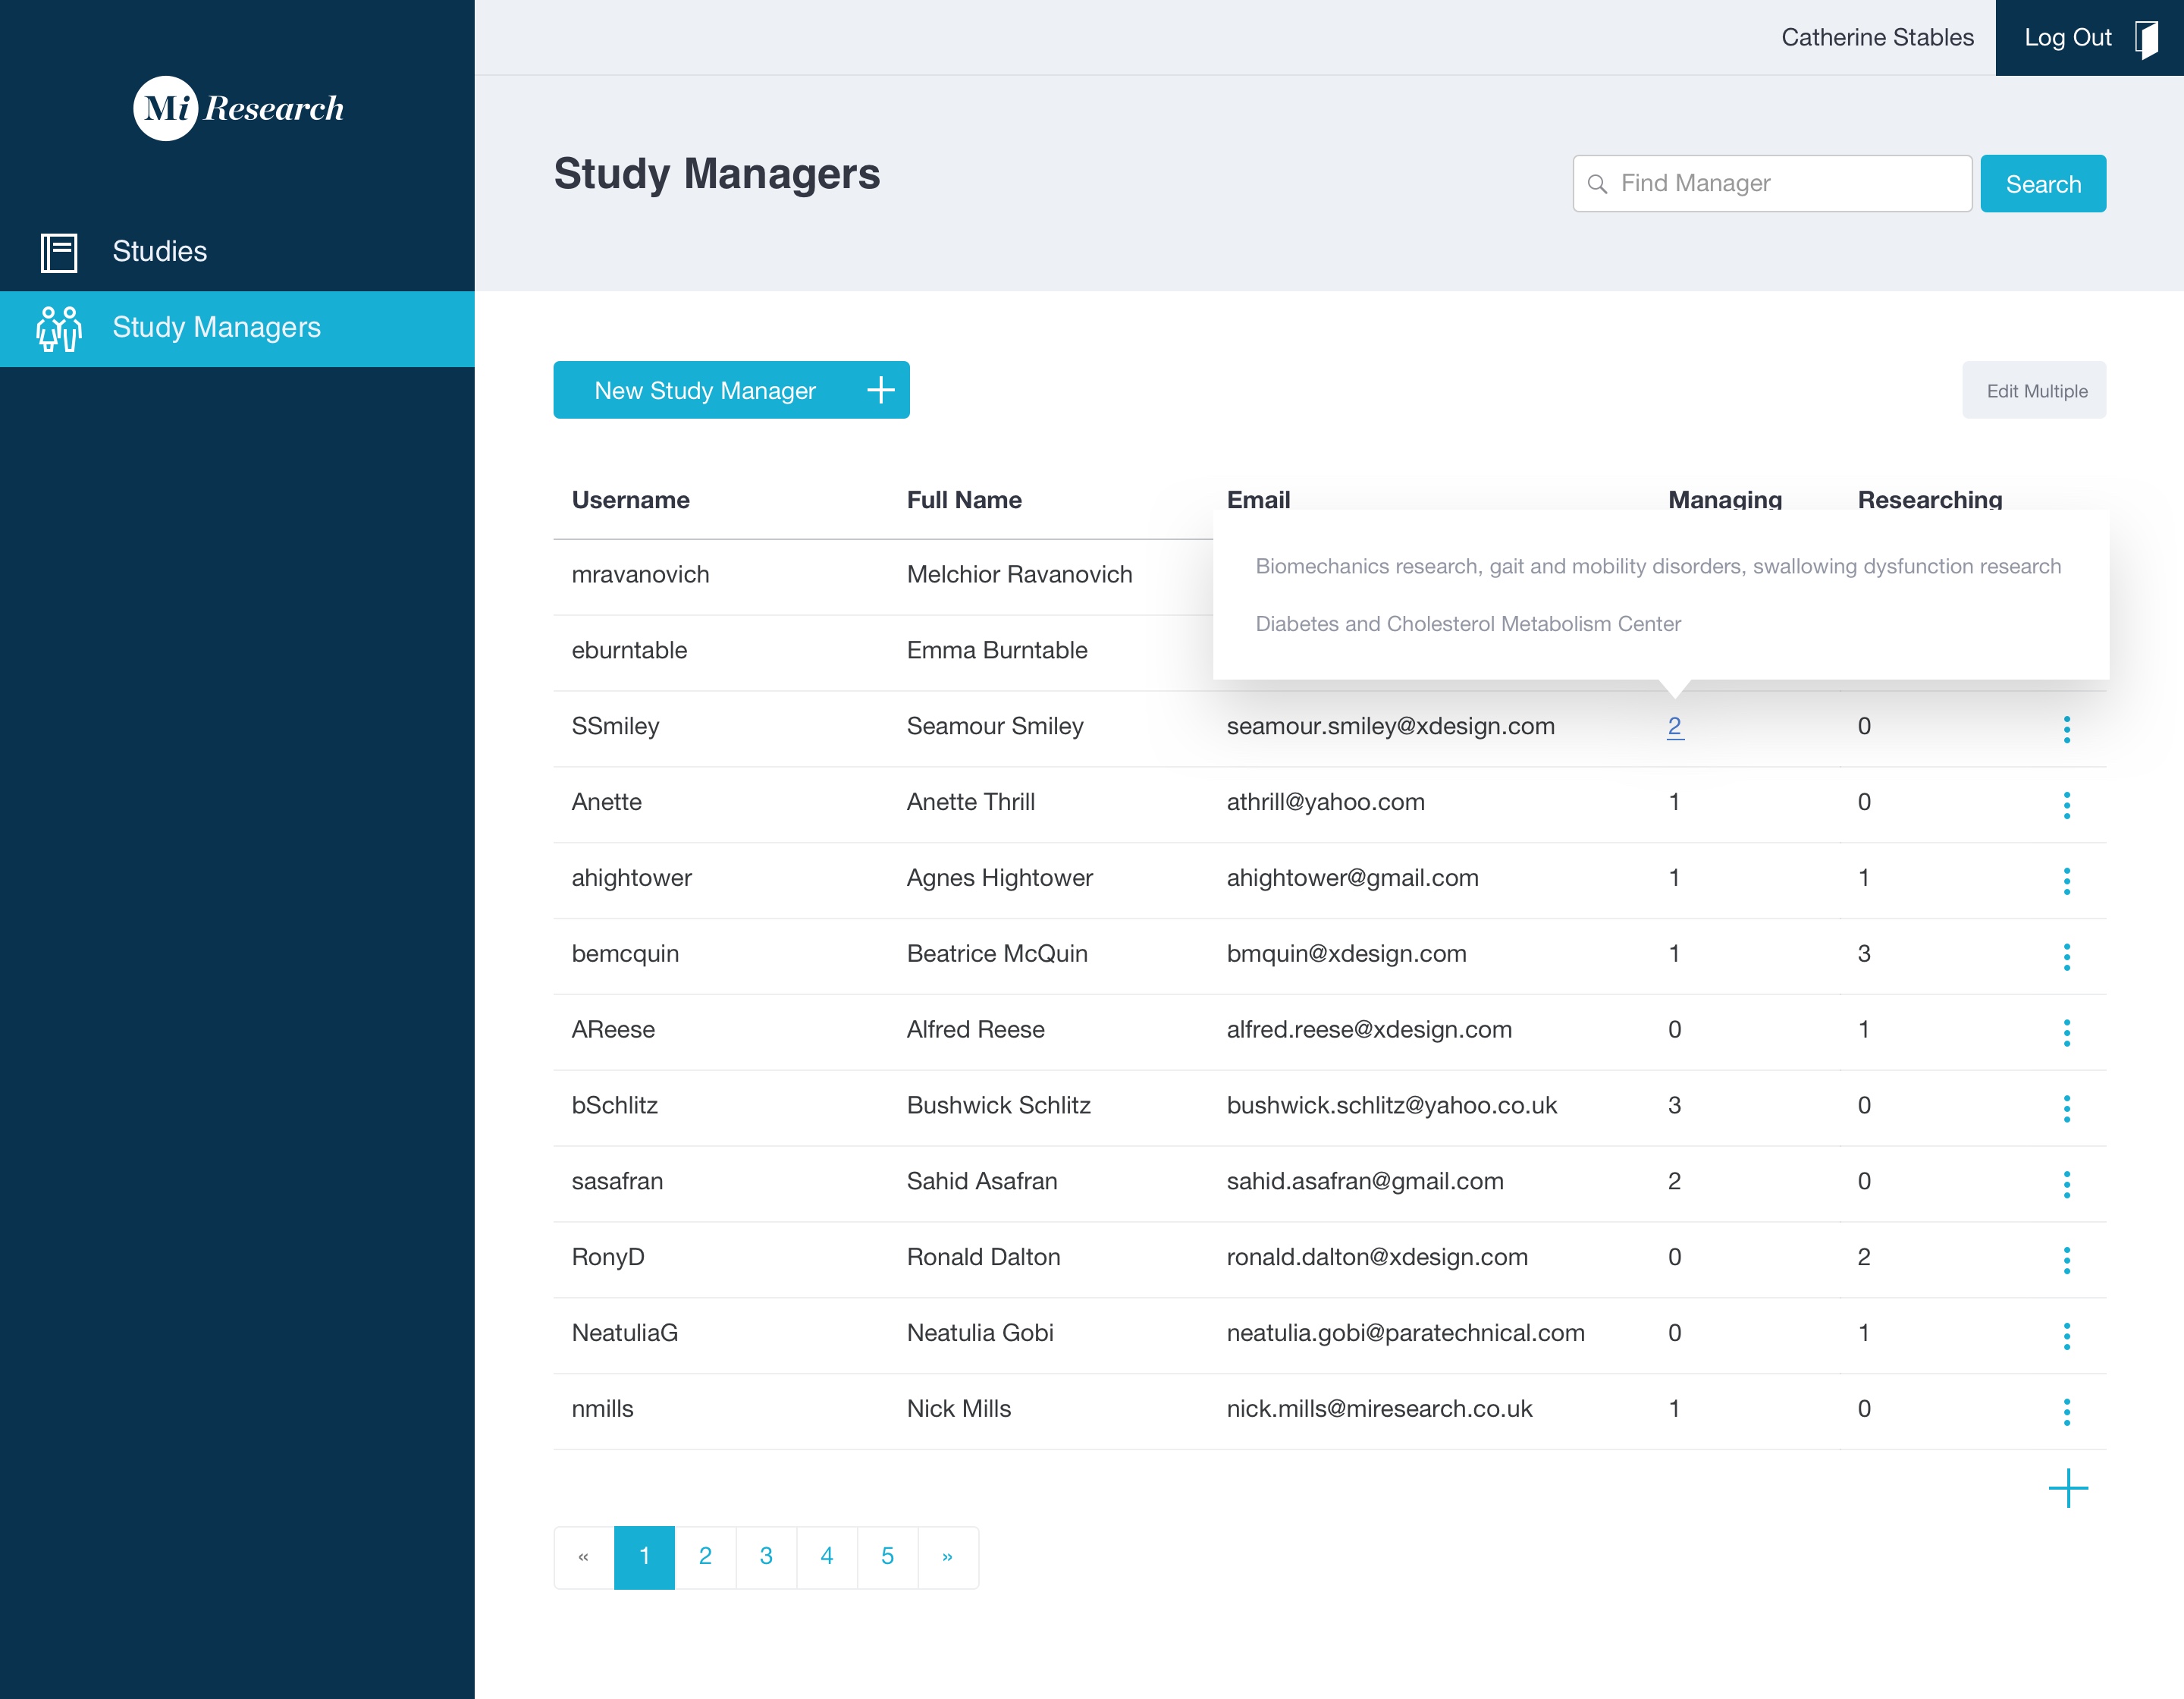 Catherine Stables
Log Out
Mi Research
Study Managers
Find Manager
Search
Studies
Study Managers
New Study Manager
Edit Multiple
Username Full Name Email Managing Researching
Biomechanics research, gait and mobility disorders, swallowing dysfunction research
Diabetes and Cholesterol Metabolism Center
mravanovich Melchior Ravanovich
eburntable Emma Burntable
SSmiley Seamour Smiley seamour.smiley@xdesign.com 2 0
Anette Anette Thrill athrill@yahoo.com 1 0
ahightower Agnes Hightower ahightower@gmail.com 1 1
bemcquin Beatrice McQuin bmquin@xdesign.com 1 3
AReese Alfred Reese alfred.reese@xdesign.com 0 1
bSchlitz Bushwick Schlitz bushwick.schlitz@yahoo.co.uk 3 0
sasafran Sahid Asafran sahid.asafran@gmail.com 2 0
RonyD Ronald Dalton ronald.dalton@xdesign.com 0 2
NeatuliaG Neatulia Gobi neatulia.gobi@paratechnical.com 0 1
nmills Nick Mills nick.mills@miresearch.co.uk 1 0
« 1 2 3 4 5 »